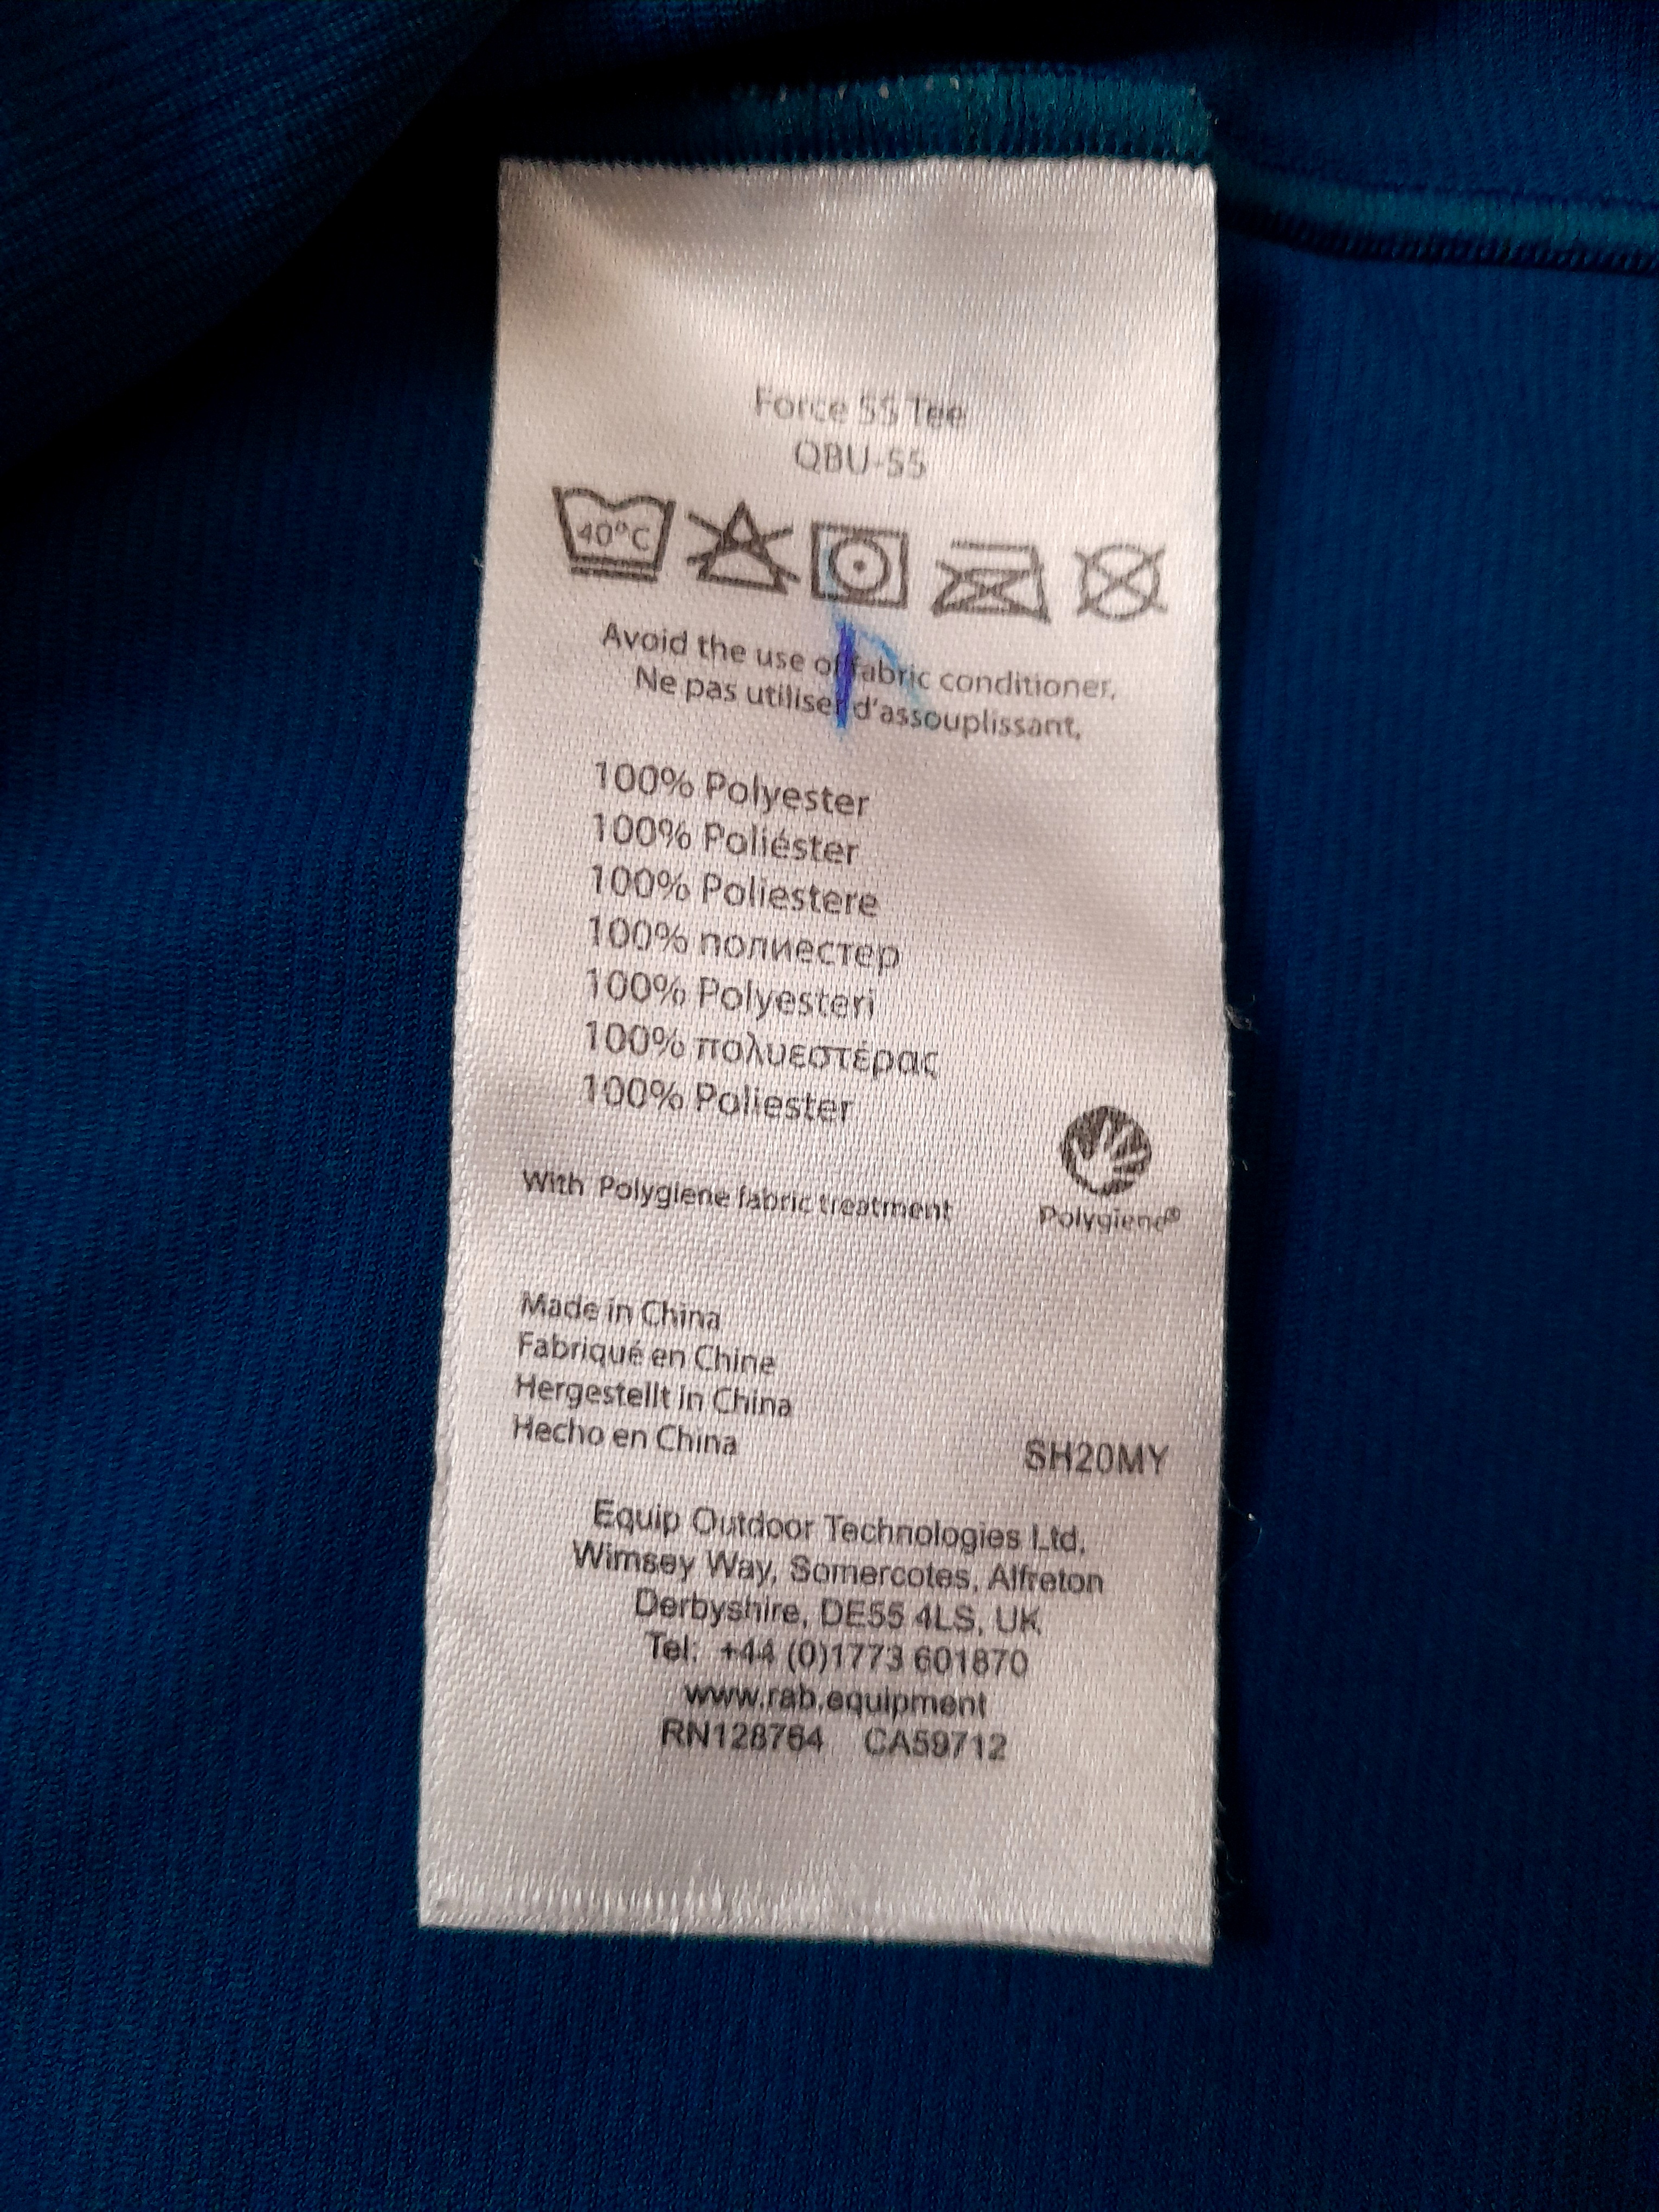 Force SS Tee
QBU-55
40°C
Avoid the use of fabric conditioner.
Ne pas utiliser d'assouplissant.
100% Polyester
100% Poliéster
100% Poliestere
100% полиестер
100% Polyesteri
100% πολυεστέρας
100% Poliester
With Polygiene fabric treatment
Polygiene®
Made in China
Fabriqué en Chine
Hergestellt in China
Hecho en China
SH20MY
Equip Outdoor Technologies Ltd.
Wimsey Way, Somercotes, Alfreton
Derbyshire, DE55 4LS, UK
Tel: +44 (0)1773 601870
www.rab.equipment
RN128764 CA59712